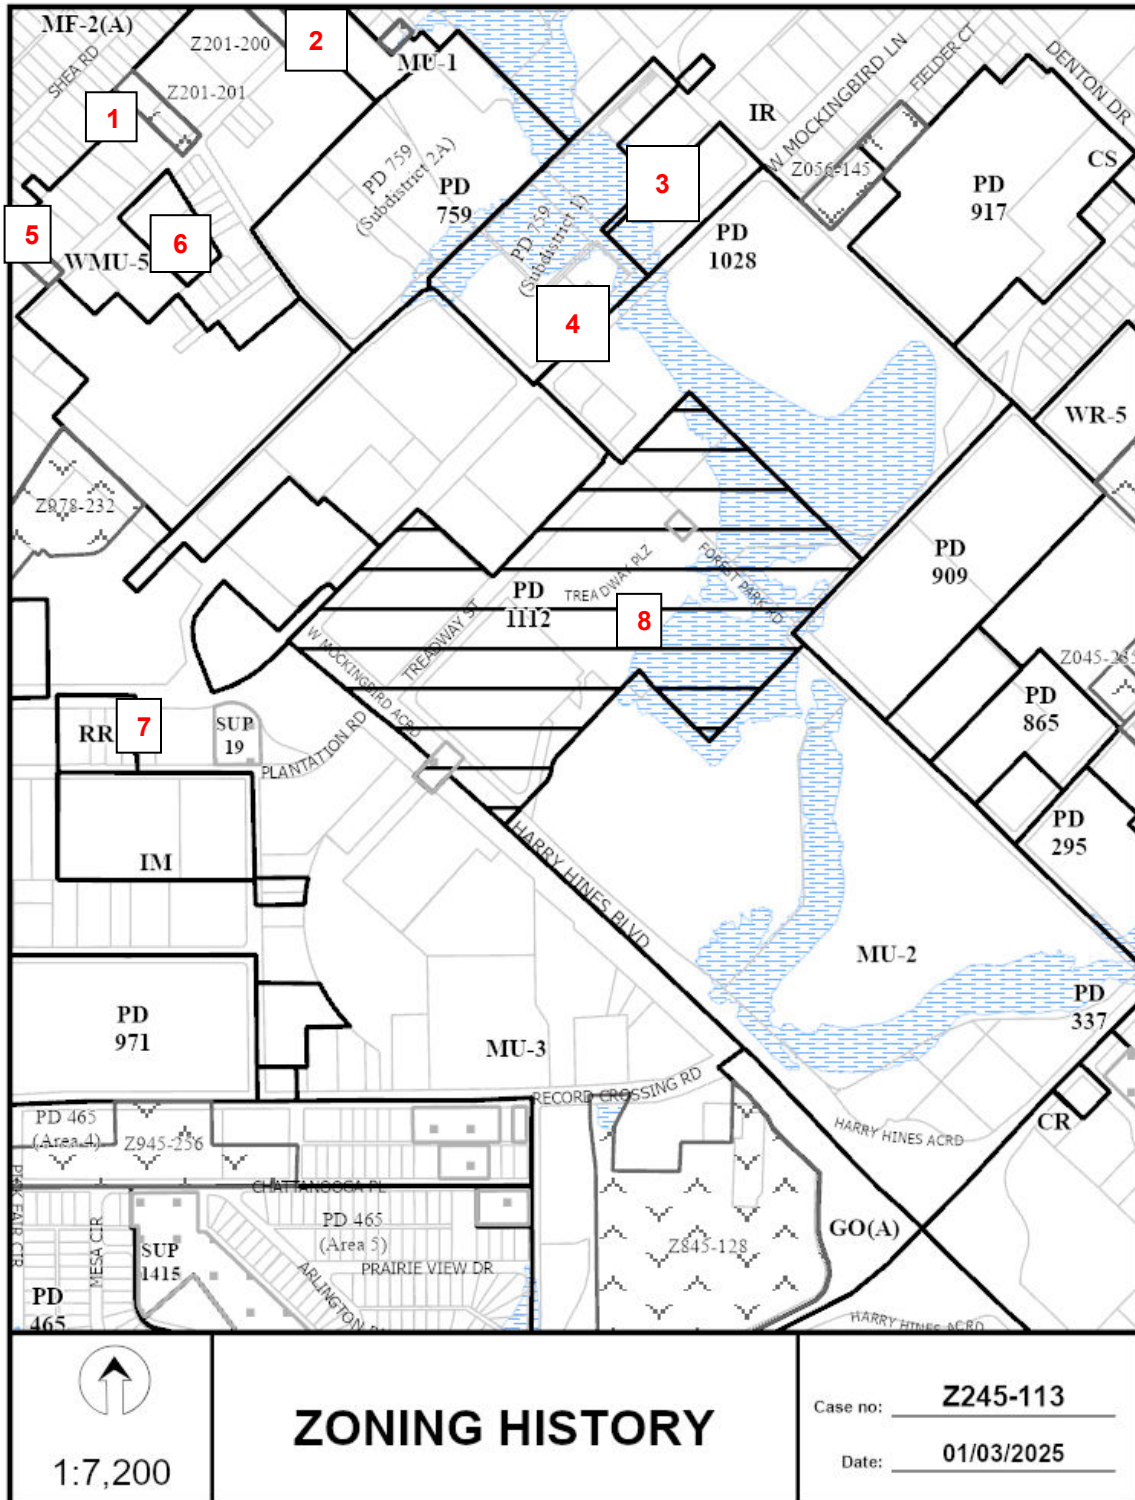 MF-2(A)
SHEA RD
Z201-200
Z201-201
1
2
MU-1
PD 759
(Subdistrict 2A)
PD
759
PD 759
(Subdistrict 1)
3
4
IR
W MOCKINGBIRD LN
FIELDER CT
DENTON DR
Z056-145
CS
PD
917
PD
1028
5
6
WMU-5
WR-5
Z978-232
PD
909
PD
1112
TREADWAY PLZ
FOREST PARK RD
8
TREADWAY ST
W MOCKINGBIRD ACRD
PLANTATION RD
RR
7
SUP
19
IM
PD
865
PD
295
HARRY HINES BLVD
MU-2
PD
337
PD
971
MU-3
RECORD CROSSING RD
HARRY HINES ACRD
CR
PD 465
(Area 4)
Z945-256
CHATTANOOGA PL
PD 465
(Area 5)
MESA CIR
SUP
1415
PRAIRIE VIEW DR
PD
465
Z845-128
GO(A)
HARRY HINES ACRD
1:7,200
ZONING HISTORY
Case no: Z245-113
Date: 01/03/2025